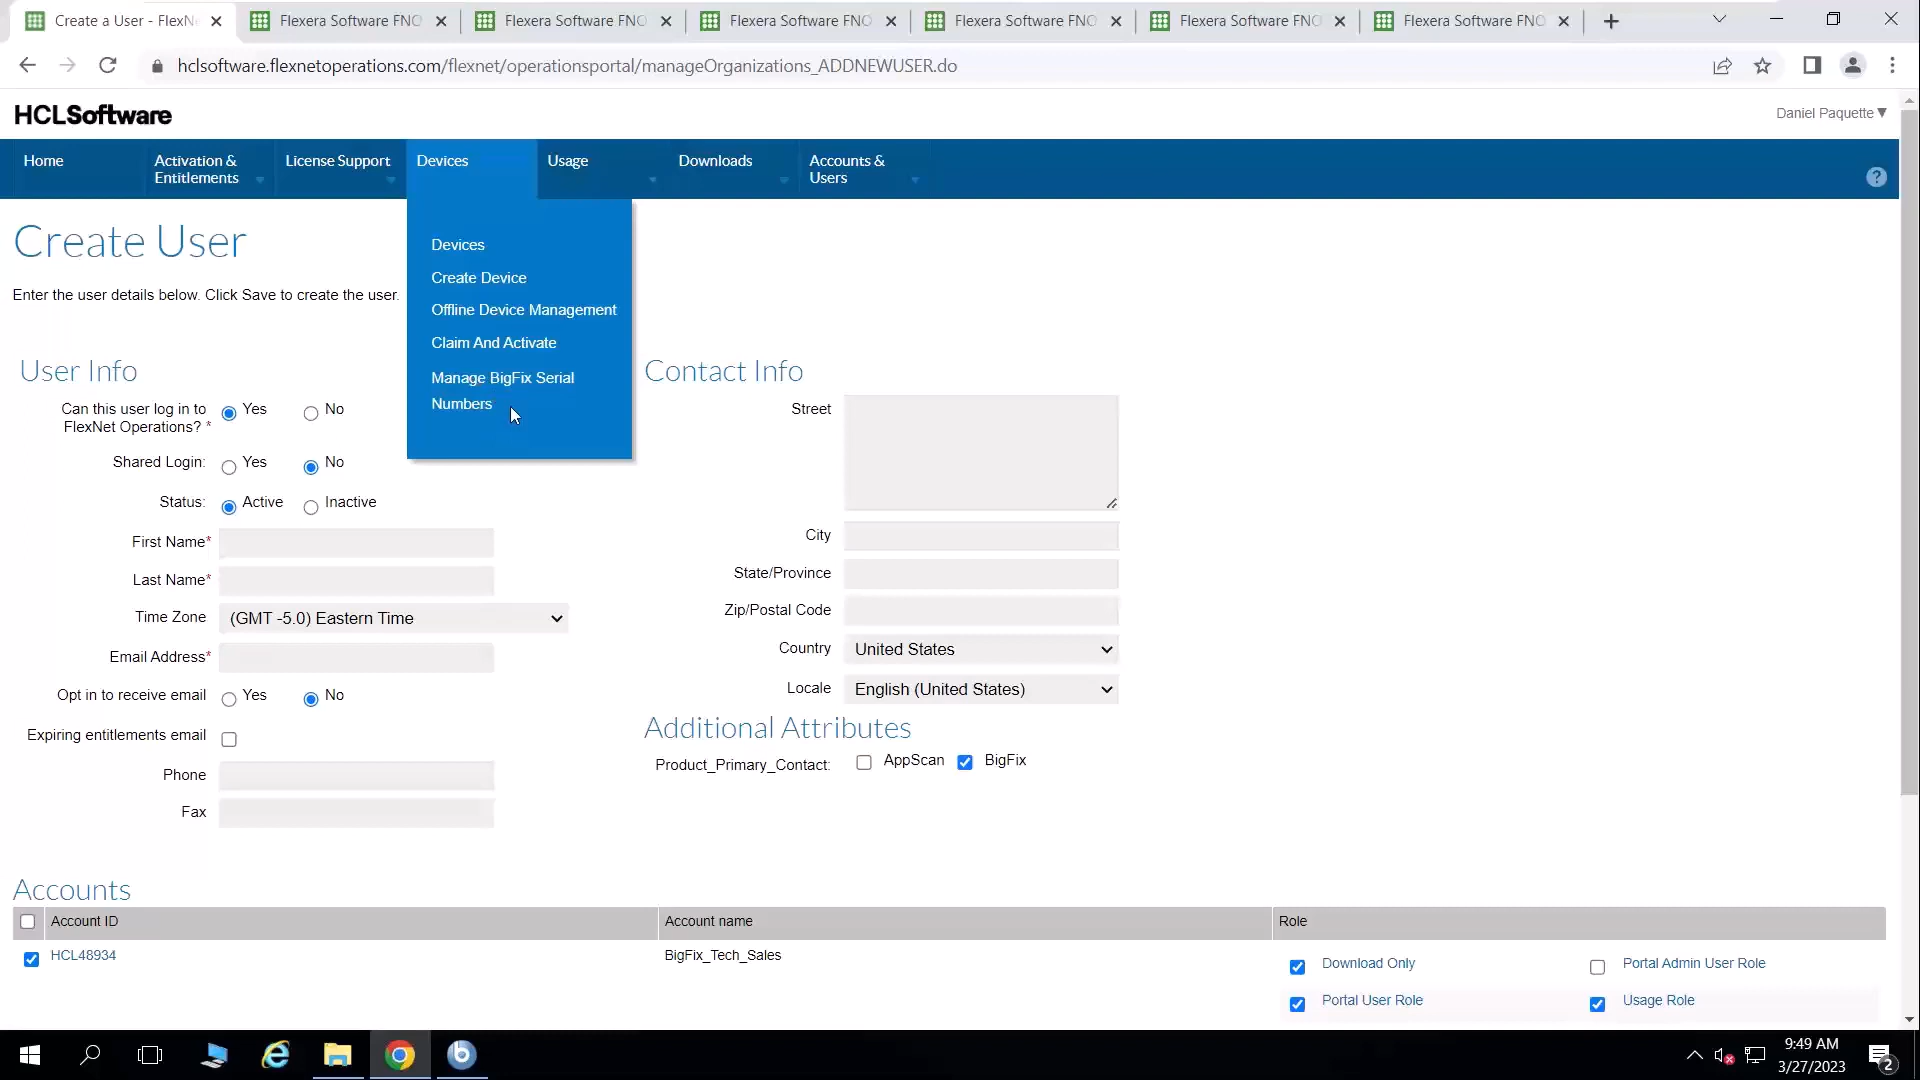 Create a User - FlexNe
Flexera Software FNO
Flexera Software FNO
Flexera Software FNO
Flexera Software FNO
Flexera Software FNO
Flexera Software FNO
hclsoftware.flexnetoperations.com/flexnet/operationsportal/manageOrganizations_ADDNEWUSER.do
HCLSoftware
Daniel Paquette
Home
Activation &
Entitlements
License Support
Devices
Usage
Downloads
Accounts &
Users
?
Create User
Enter the user details below. Click Save to create the user.
Devices
Create Device
Offline Device Management
Claim And Activate
Manage BigFix Serial
Numbers
User Info
Can this user log in to
FlexNet Operations? *
Yes
No
Shared Login:
Yes
No
Status:
Active
Inactive
First Name*
Last Name*
Time Zone
(GMT -5.0) Eastern Time
Email Address*
Opt in to receive email
Yes
No
Expiring entitlements email
Phone
Fax
Contact Info
Street
City
State/Province
Zip/Postal Code
Country
United States
Locale
English (United States)
Additional Attributes
Product_Primary_Contact:
AppScan
BigFix
Accounts
Account ID
Account name
Role
HCL48934
BigFix_Tech_Sales
Download Only
Portal Admin User Role
Portal User Role
Usage Role
9:49 AM
3/27/2023
2